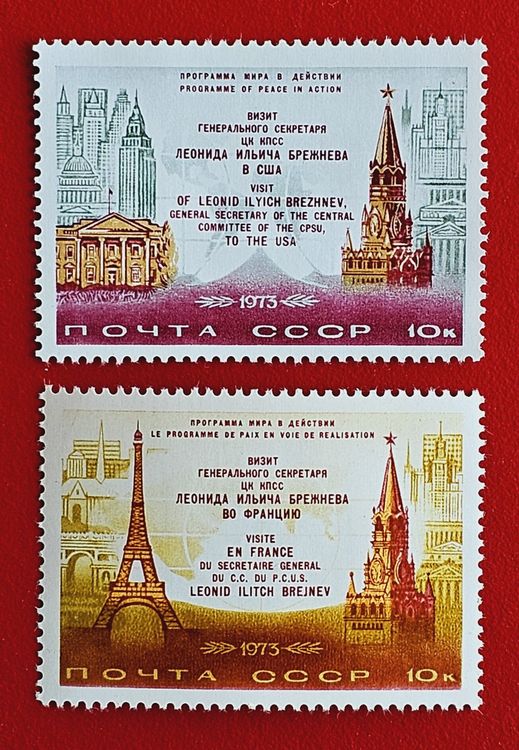 ПРОГРАММА МИРА В ДЕЙСТВИИ
PROGRAMME OF PEACE IN ACTION
ВИЗИТ
ГЕНЕРАЛЬНОГО СЕКРЕТАРЯ
ЦК КПСС
ЛЕОНИДА ИЛЬИЧА БРЕЖНЕВА
В США
VISIT
OF LEONID ILYICH BREZHNEV,
GENERAL SECRETARY OF THE CENTRAL
COMMITTEE OF THE CPSU,
TO THE USA
1973
ПОЧТА СССР 10к
ПРОГРАММА МИРА В ДЕЙСТВИИ
LE PROGRAMME DE PAIX EN VOIE DE REALISATION
ВИЗИТ
ГЕНЕРАЛЬНОГО СЕКРЕТАРЯ
ЦК КПСС
ЛЕОНИДА ИЛЬИЧА БРЕЖНЕВА
ВО ФРАНЦИЮ
VISITE
EN FRANCE
DU SECRETAIRE GENERAL
DU C.C. DU P.C.U.S.
LEONID ILITCH BREJNEV
1973
ПОЧТА СССР 10к